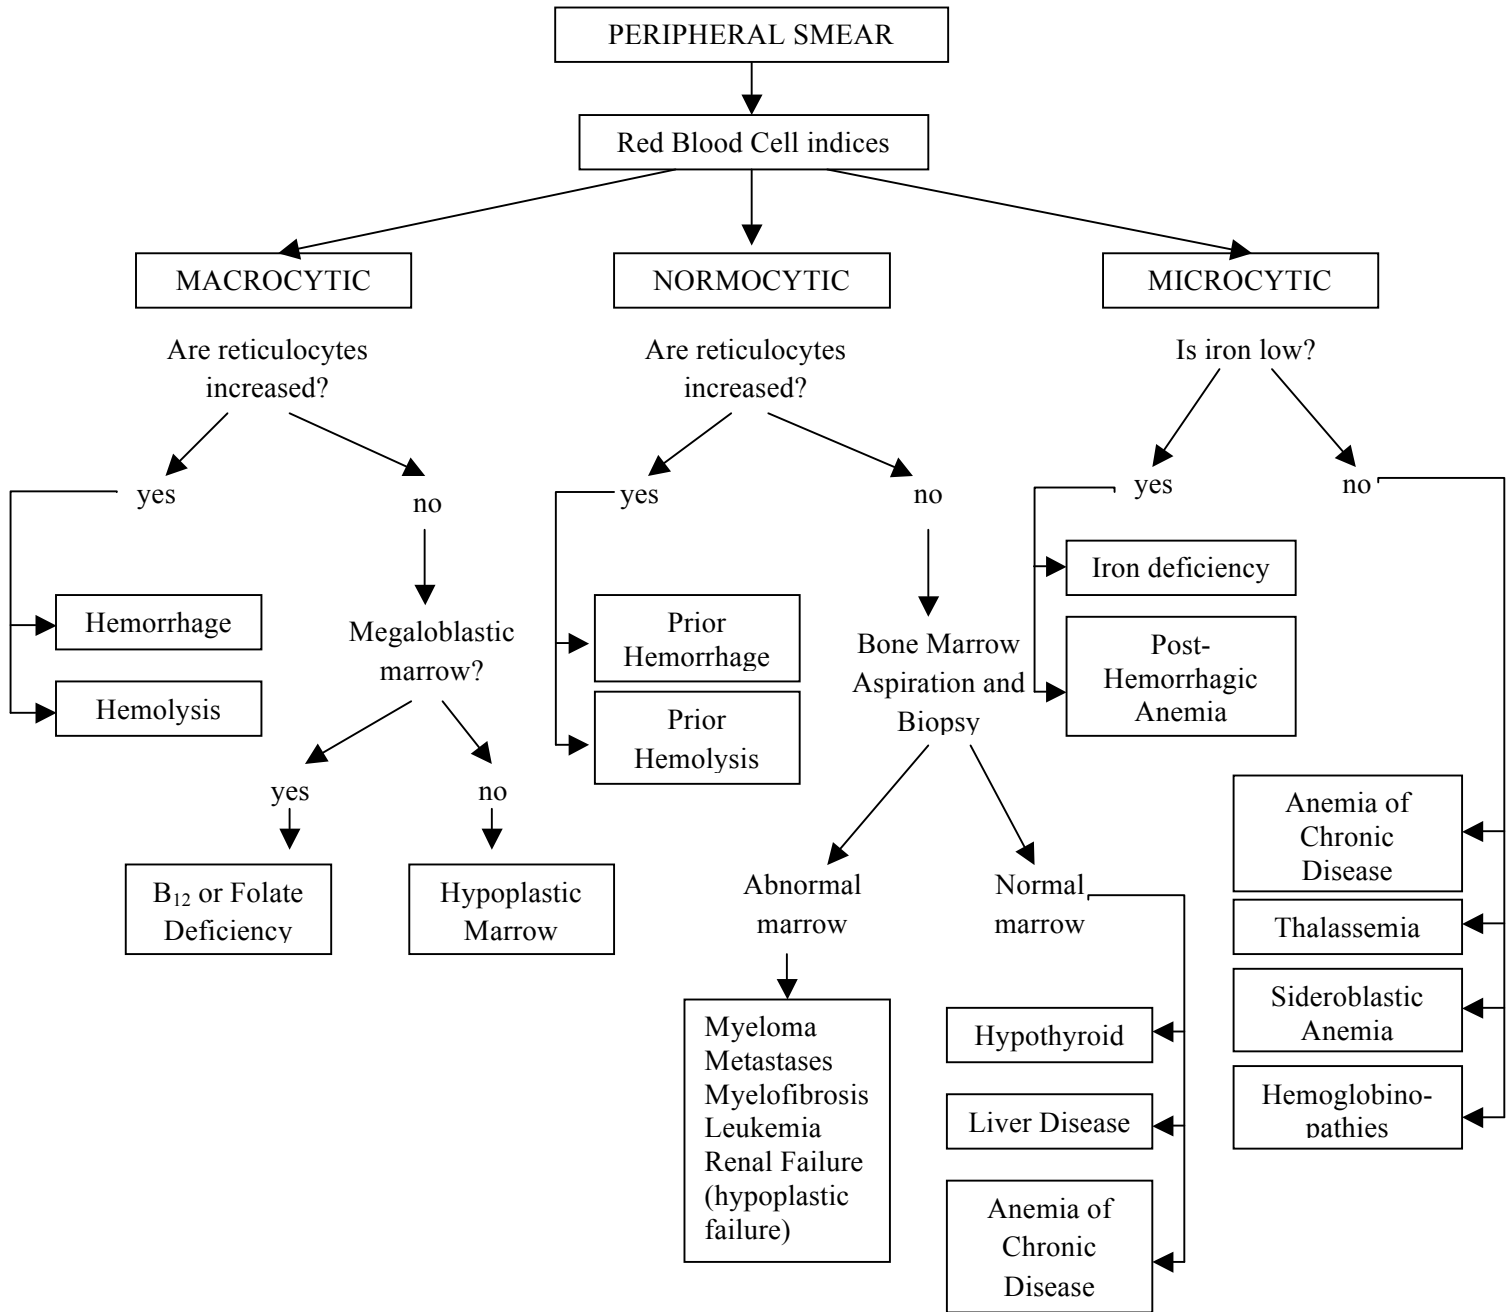 PERIPHERAL SMEAR
Red Blood Cell indices
MACROCYTIC
NORMOCYTIC
MICROCYTIC
Are reticulocytes
increased?
Are reticulocytes
increased?
Is iron low?
yes
no
yes
no
yes
no
Hemorrhage
Hemolysis
Megaloblastic
marrow?
yes
no
B₁₂ or Folate
Deficiency
Hypoplastic
Marrow
Prior
Hemorrhage
Prior
Hemolysis
Bone Marrow
Aspiration and
Biopsy
Abnormal
marrow
Normal
marrow
Myeloma
Metastases
Myelofibrosis
Leukemia
Renal Failure
(hypoplastic
failure)
Hypothyroid
Liver Disease
Anemia of
Chronic
Disease
Iron deficiency
Post-
Hemorrhagic
Anemia
Anemia of
Chronic
Disease
Thalassemia
Sideroblastic
Anemia
Hemoglobino-
pathies